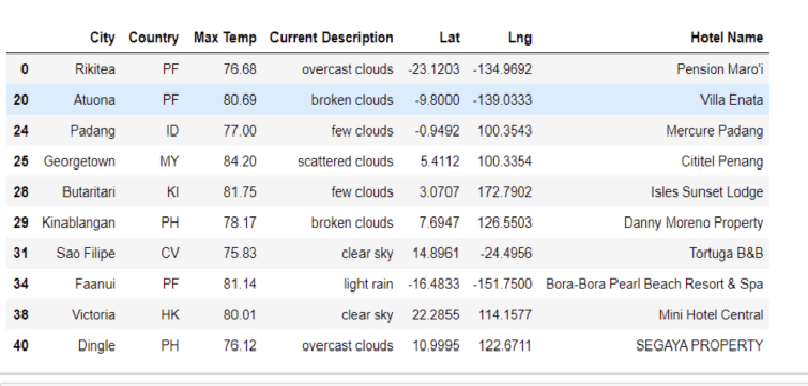 City Country Max Temp Current Description Lat Lng Hotel Name
0 Rikitea PF 76.68 overcast clouds -23.1203 -134.9692 Pension Maro'i
20 Atuona PF 80.69 broken clouds -9.8000 -139.0333 Villa Enata
24 Padang ID 77.00 few clouds -0.9492 100.3543 Mercure Padang
25 Georgetown MY 84.20 scattered clouds 5.4112 100.3354 Cititel Penang
28 Butaritari KI 81.75 few clouds 3.0707 172.7902 Isles Sunset Lodge
29 Kinablangan PH 78.17 broken clouds 7.6947 126.5503 Danny Moreno Property
31 Sao Filipe CV 75.83 clear sky 14.8961 -24.4956 Tortuga B&B
34 Faanui PF 81.14 light rain -16.4833 -151.7500 Bora-Bora Pearl Beach Resort & Spa
38 Victoria HK 80.01 clear sky 22.2855 114.1577 Mini Hotel Central
40 Dingle PH 76.12 overcast clouds 10.9995 122.6711 SEGAYA PROPERTY